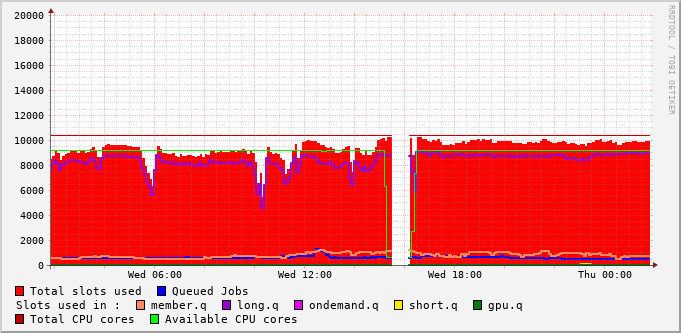 20000
18000
16000
14000
12000
10000
8000
6000
4000
2000
0
Wed 06:00 Wed 12:00 Wed 18:00 Thu 00:00
Total slots used Queued Jobs
Slots used in : member.q long.q ondemand.q short.q gpu.q
Total CPU cores Available CPU cores
RRDTOOL / TOBI OETIKER